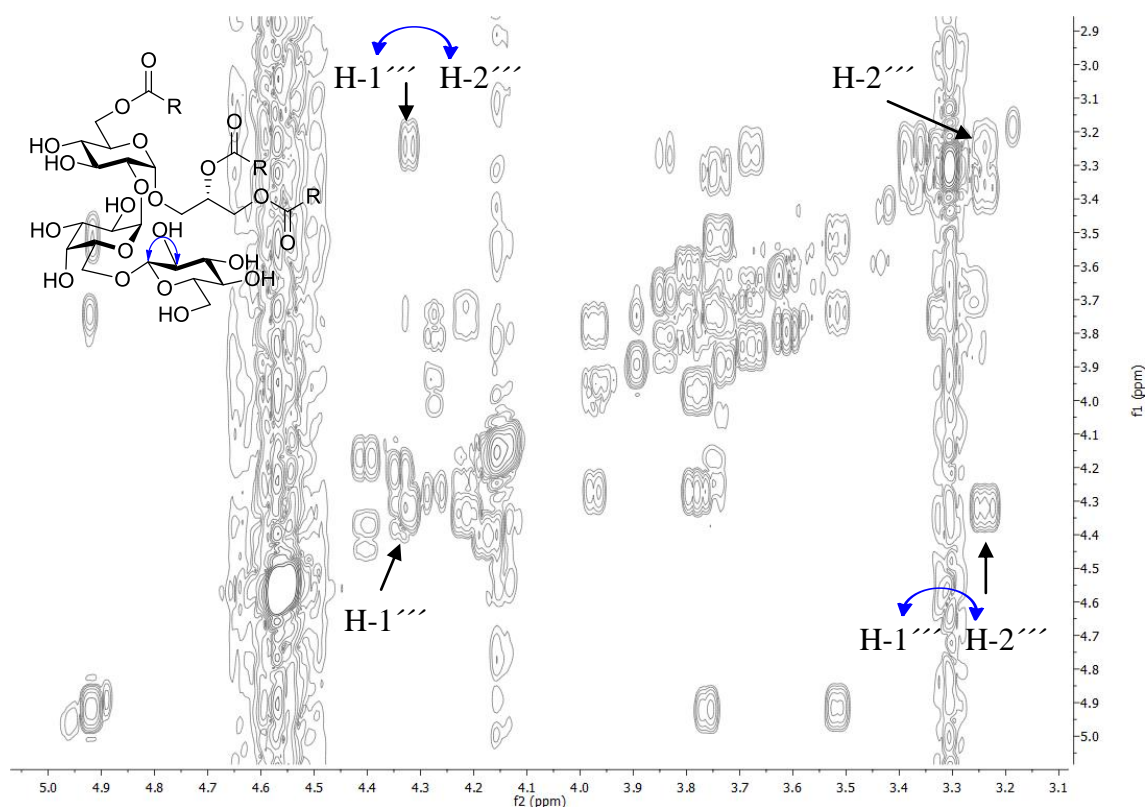 O
H-1´´´ H-2´´´
H-2´´´
O R
O
HO O
HO O R
O O R
HO O
HO O OH O
OH
HO O OH
O
HO
H-1´´´
H-1´´´ H-2´´´
2.9
3.0
3.1
3.2
3.3
3.4
3.5
3.6
3.7
3.8
3.9
4.0
4.1
4.2
4.3
4.4
4.5
4.6
4.7
4.8
4.9
5.0
f1 (ppm)
5.0 4.9 4.8 4.7 4.6 4.5 4.4 4.3 4.2 4.1 4.0 3.9 3.8 3.7 3.6 3.5 3.4 3.3 3.2 3.1
f2 (ppm)